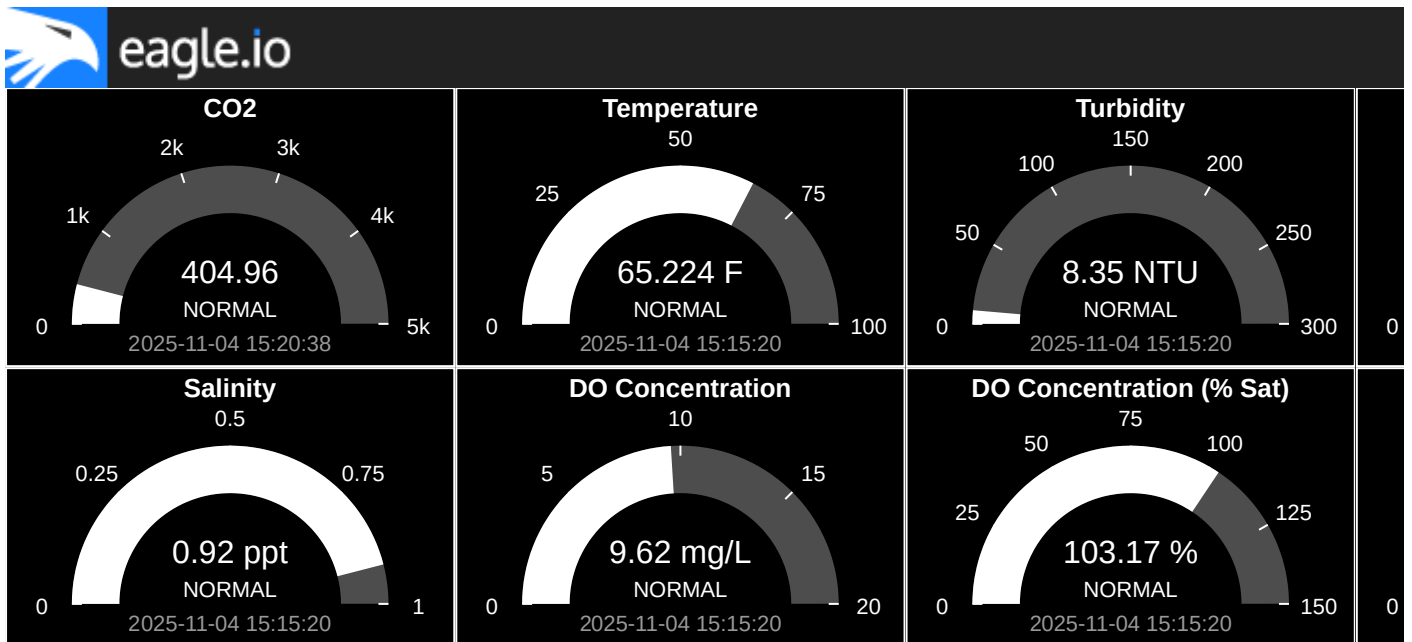 eagle.io
CO2
0
1k
2k
3k
4k
5k
404.96
NORMAL
2025-11-04 15:20:38
Temperature
0
25
50
75
100
65.224 F
NORMAL
2025-11-04 15:15:20
Turbidity
0
50
100
150
200
250
300
8.35 NTU
NORMAL
2025-11-04 15:15:20
0
Salinity
0
0.25
0.5
0.75
1
0.92 ppt
NORMAL
2025-11-04 15:15:20
DO Concentration
0
5
10
15
20
9.62 mg/L
NORMAL
2025-11-04 15:15:20
DO Concentration (% Sat)
0
25
50
75
100
125
150
103.17 %
NORMAL
2025-11-04 15:15:20
0